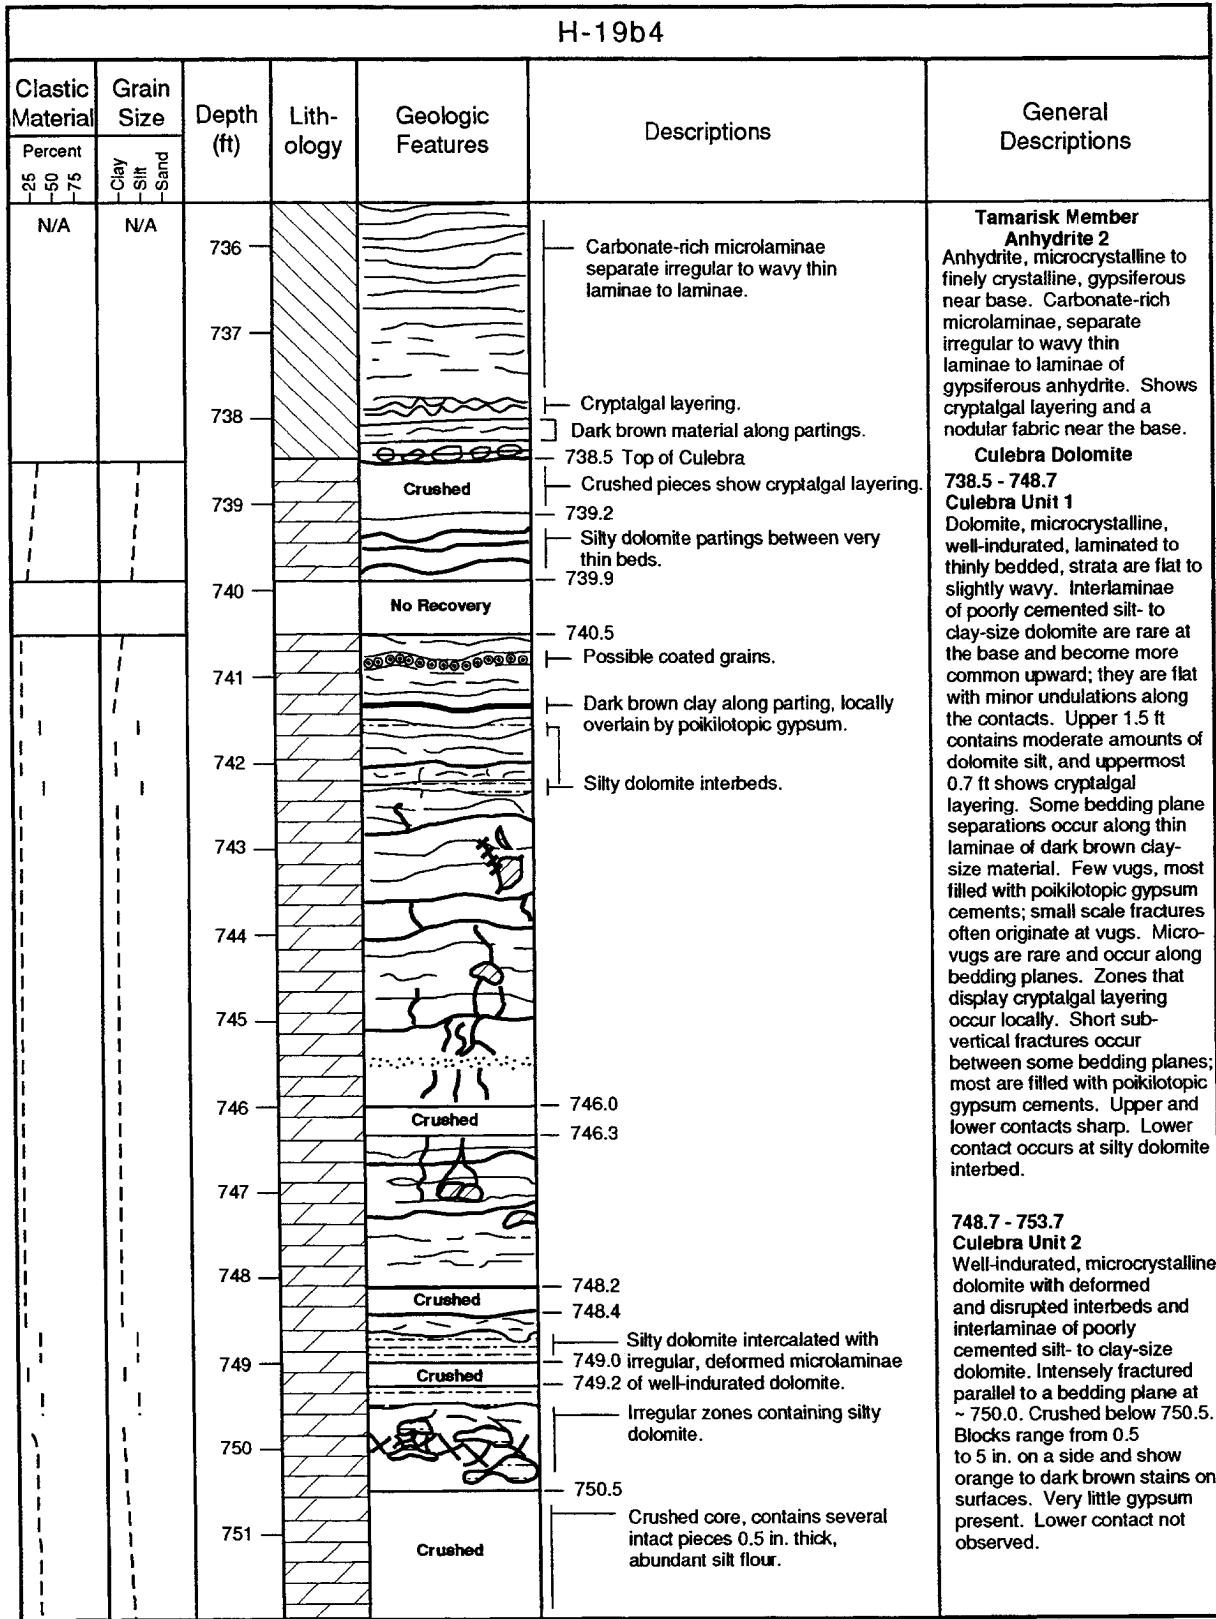 H-19b4
Clastic
Material
Percent
25
50
75
Grain
Size
Clay
Silt
Sand
Depth
(ft)
Lith-
ology
Geologic
Features
Descriptions
General
Descriptions
N/A
N/A
736
737
738
739
740
741
742
743
744
745
746
747
748
749
750
751
Crushed
No Recovery
Crushed
Crushed
Crushed
Crushed
Carbonate-rich microlaminae
separate irregular to wavy thin
laminae to laminae.
Cryptalgal layering.
Dark brown material along partings.
738.5 Top of Culebra
Crushed pieces show cryptalgal layering.
739.2
Silty dolomite partings between very
thin beds.
739.9
740.5
Possible coated grains.
Dark brown clay along parting, locally
overlain by poikilotopic gypsum.
Silty dolomite interbeds.
746.0
746.3
748.2
748.4
Silty dolomite intercalated with
749.0 irregular, deformed microlaminae
749.2 of well-indurated dolomite.
Irregular zones containing silty
dolomite.
750.5
Crushed core, contains several
intact pieces 0.5 in. thick,
abundant silt flour.
Tamarisk Member
Anhydrite 2
Anhydrite, microcrystalline to
finely crystalline, gypsiferous
near base. Carbonate-rich
microlaminae, separate
irregular to wavy thin
laminae to laminae of
gypsiferous anhydrite. Shows
cryptalgal layering and a
nodular fabric near the base.
Culebra Dolomite
738.5 - 748.7
Culebra Unit 1
Dolomite, microcrystalline,
well-indurated, laminated to
thinly bedded, strata are flat to
slightly wavy. Interlaminae
of poorly cemented silt- to
clay-size dolomite are rare at
the base and become more
common upward; they are flat
with minor undulations along
the contacts. Upper 1.5 ft
contains moderate amounts of
dolomite silt, and uppermost
0.7 ft shows cryptalgal
layering. Some bedding plane
separations occur along thin
laminae of dark brown clay-
size material. Few vugs, most
filled with poikilotopic gypsum
cements; small scale fractures
often originate at vugs. Micro-
vugs are rare and occur along
bedding planes. Zones that
display cryptalgal layering
occur locally. Short sub-
vertical fractures occur
between some bedding planes;
most are filled with poikilotopic
gypsum cements. Upper and
lower contacts sharp. Lower
contact occurs at silty dolomite
interbed.
748.7 - 753.7
Culebra Unit 2
Well-indurated, microcrystalline
dolomite with deformed
and disrupted interbeds and
interlaminae of poorly
cemented silt- to clay-size
dolomite. Intensely fractured
parallel to a bedding plane at
~ 750.0. Crushed below 750.5.
Blocks range from 0.5
to 5 in. on a side and show
orange to dark brown stains on
surfaces. Very little gypsum
present. Lower contact not
observed.